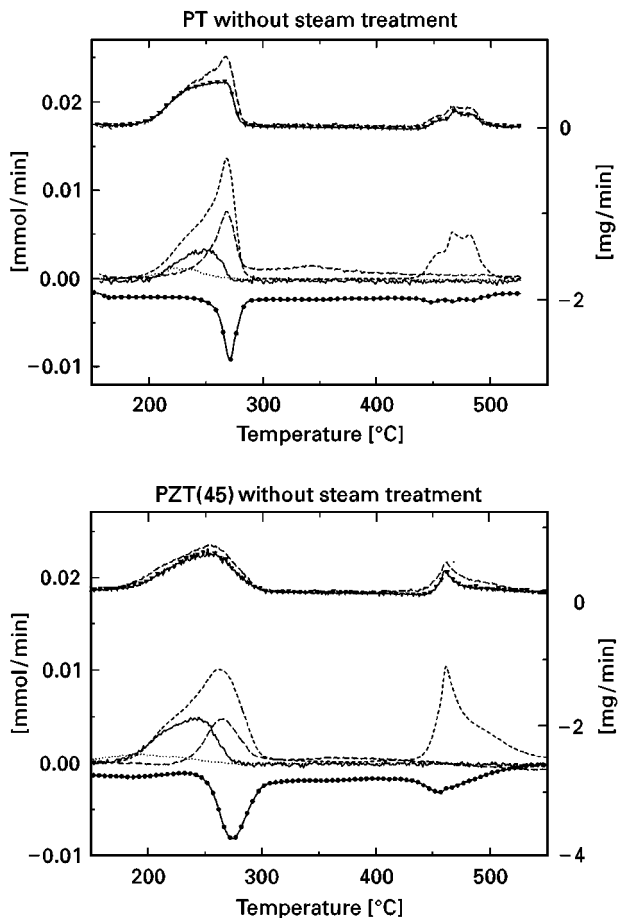 PT without steam treatment
0.02
0.01
0.00
−0.01
[mmol/min]
0
−2
[mg/min]
200 300 400 500
Temperature [°C]
PZT(45) without steam treatment
0.02
0.01
0.00
−0.01
[mmol/min]
0
−2
−4
[mg/min]
200 300 400 500
Temperature [°C]